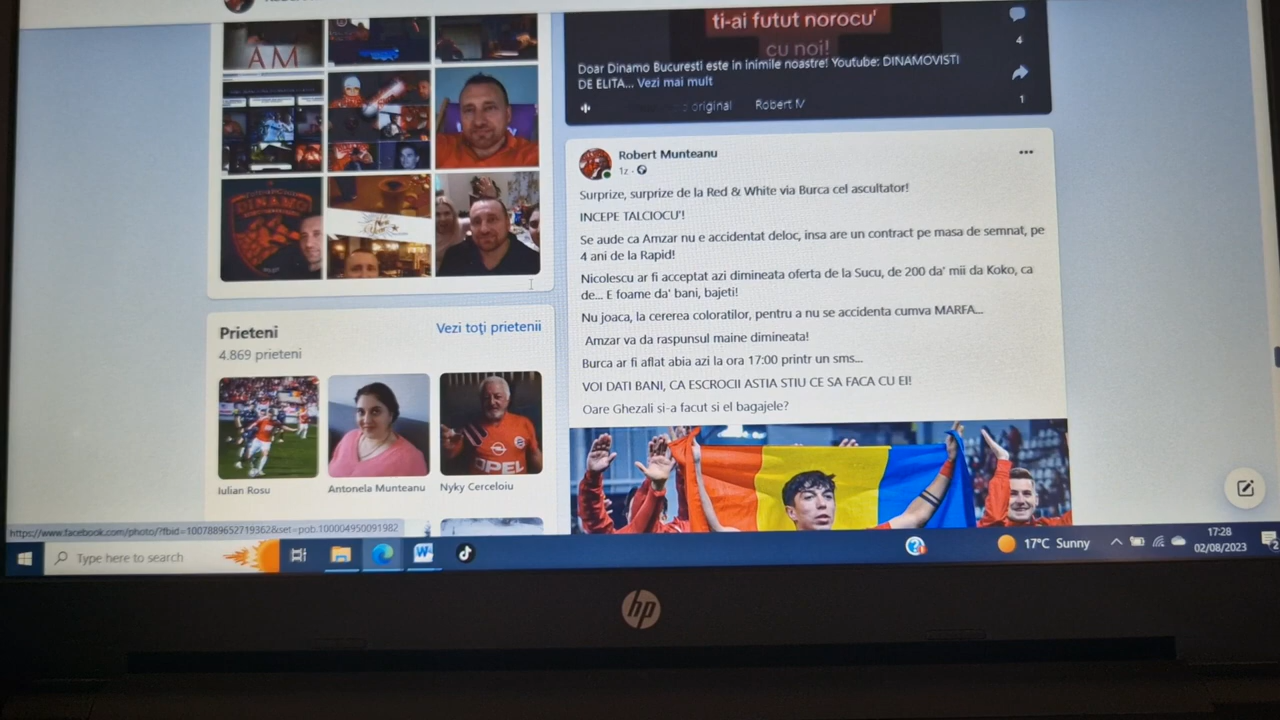 AM
DINAMO
Prieteni
Vezi toţi prietenii
4.869 prieteni
OPEL
Iulian Rosu
Antonela Munteanu
Nyky Cerceloiu
ti-ai futut norocu'
cu noi!
4
Doar Dinamo Bucuresti este in inimile noastre! Youtube: DINAMOVISTI
DE ELITA... Vezi mai mult
1
original
Robert
Robert Munteanu
1z ·
Surprize, surprize de la Red & White via Burca cel ascultator!
INCEPE TALCIOCU'!
Se aude ca Amzar nu e accidentat deloc, insa are un contract pe masa de semnat, pe
4 ani de la Rapid!
Nicolescu ar fi acceptat azi dimineata oferta de la Sucu, de 200 da' mii da Koko, ca
de... E foame da' bani, bajeti!
Nu joaca, la cererea coloratilor, pentru a nu se accidenta cumva MARFA...
Amzar va da raspunsul maine dimineata!
Burca ar fi aflat abia azi la ora 17:00 printr un sms...
VOI DATI BANI, CA ESCROCII ASTIA STIU CE SA FACA CU EI!
Oare Ghezali si-a facut si el bagajele?
https://www.facebook.com/photo/?fbid=1007889652719362&set=pob.100004950091982
Type here to search
17°C Sunny
17:28
02/08/2023
2
hp